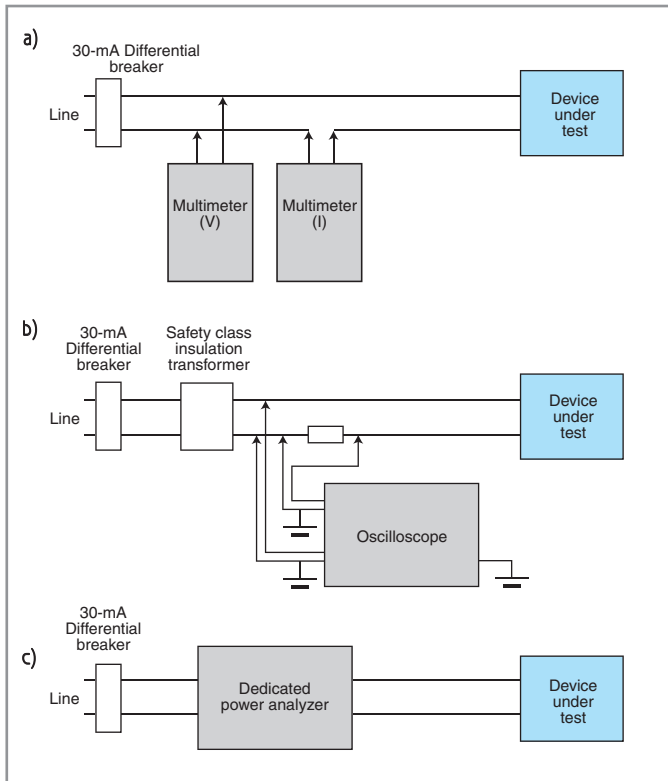 a)
30-mA Differential
breaker
Line
Device
under
test
Multimeter
(V)
Multimeter
(I)
b)
30-mA
Differential
breaker
Safety class
insulation
transformer
Line
Device
under
test
Oscilloscope
30-mA
Differential
breaker
c)
Line
Dedicated
power analyzer
Device
under
test